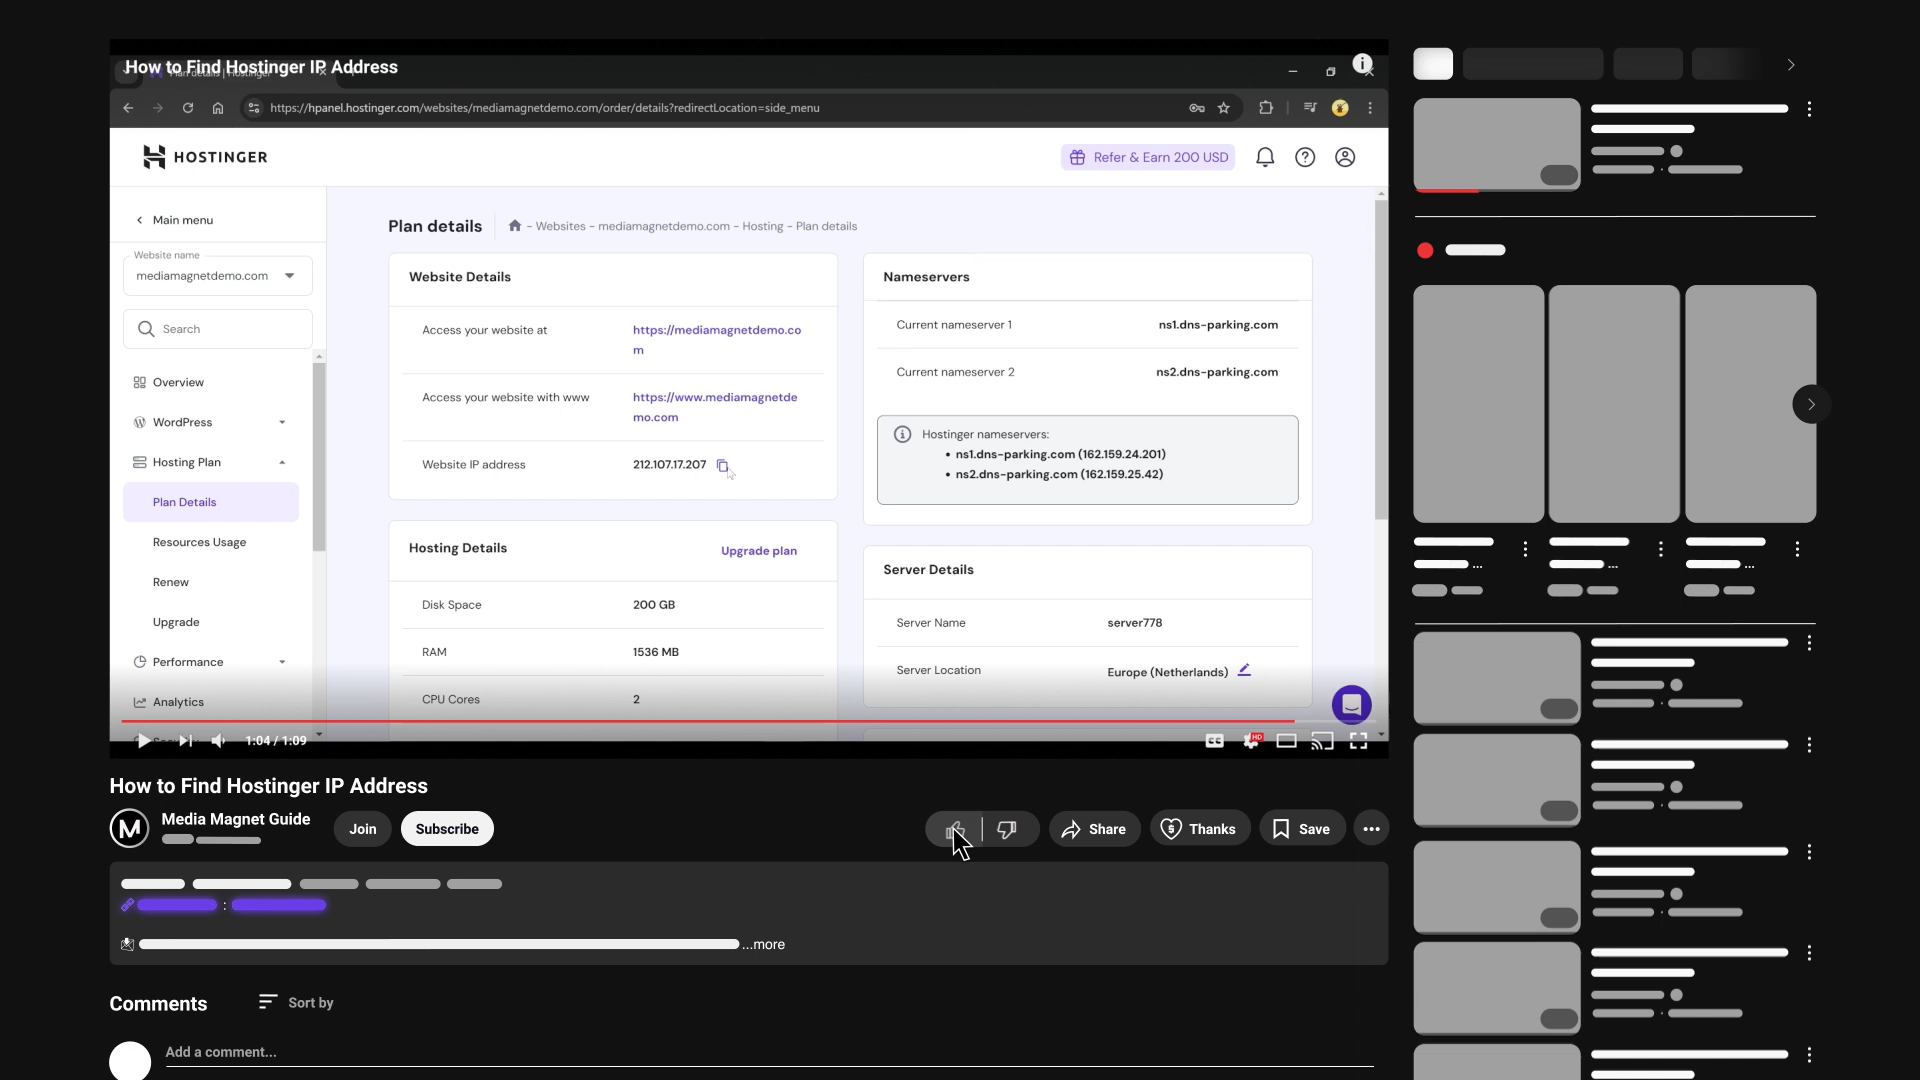 How to Find Hostinger IP Address
https://hpanel.hostinger.com/websites/mediamagnetdemo.com/order/details?redirectLocation=side_menu
HOSTINGER
Refer & Earn 200 USD
Main menu
Website name
mediamagnetdemo.com
Search
Overview
WordPress
Hosting Plan
Plan Details
Resources Usage
Renew
Upgrade
Performance
Analytics
Plan details
- Websites - mediamagnetdemo.com - Hosting - Plan details
Website Details
Access your website at
https://mediamagnetdemo.co
m
Access your website with www
https://www.mediamagnetde
mo.com
Website IP address
212.107.17.207
Hosting Details
Upgrade plan
Disk Space
200 GB
RAM
1536 MB
CPU Cores
2
Nameservers
Current nameserver 1
ns1.dns-parking.com
Current nameserver 2
ns2.dns-parking.com
Hostinger nameservers:
• ns1.dns-parking.com (162.159.24.201)
• ns2.dns-parking.com (162.159.25.42)
Server Details
Server Name
server778
Server Location
Europe (Netherlands)
1:04 / 1:09
CC
HD
How to Find Hostinger IP Address
M
Media Magnet Guide
Join
Subscribe
Share
Thanks
Save
:
...more
Comments
Sort by
Add a comment...